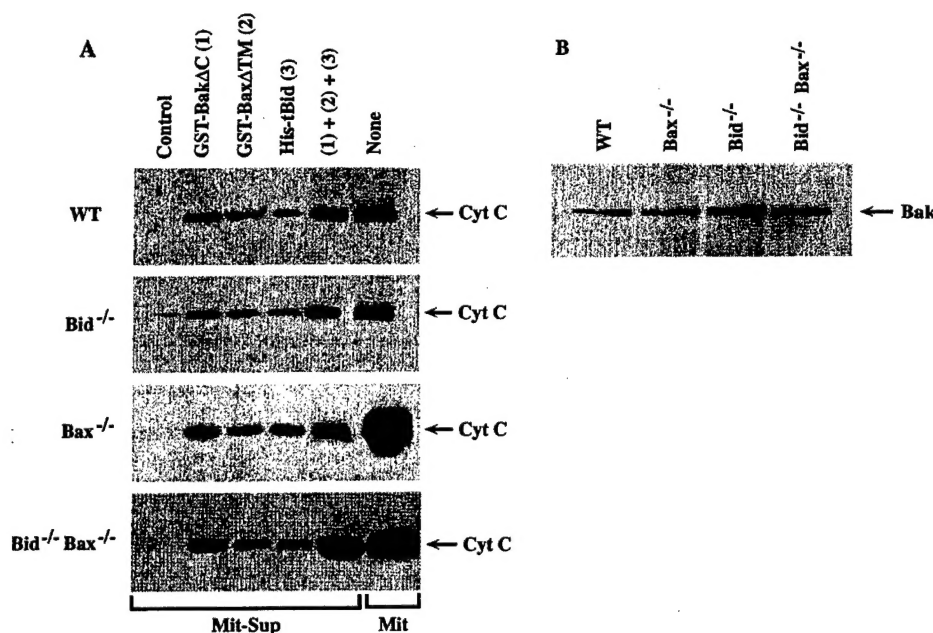 A
Control
GST-BakΔC (1)
GST-BaxΔTM (2)
His-tBid (3)
(1) + (2) + (3)
None
WT
Cyt C
Bid -/-
Cyt C
Bax -/-
Cyt C
Bid -/- Bax -/-
Cyt C
Mit-Sup
Mit
B
WT
Bax -/-
Bid -/-
Bid -/- Bax -/-
Bak